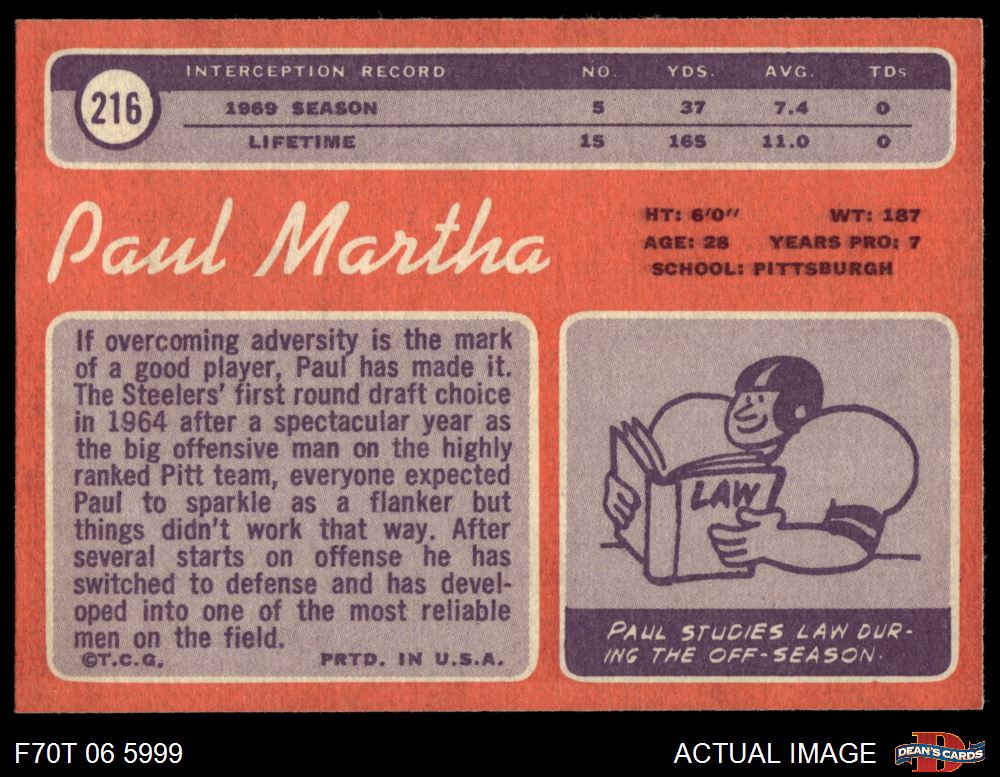 INTERCEPTION RECORD NO. YDS. AVG. TDs
216
1969 SEASON 5 37 7.4 0
LIFETIME 15 165 11.0 0
Paul Martha
HT: 6'0" WT: 187
AGE: 28 YEARS PRO: 7
SCHOOL: PITTSBURGH
If overcoming adversity is the mark
of a good player, Paul has made it.
The Steelers' first round draft choice
in 1964 after a spectacular year as
the big offensive man on the highly
ranked Pitt team, everyone expected
Paul to sparkle as a flanker but
things didn't work that way. After
several starts on offense he has
switched to defense and has devel-
oped into one of the most reliable
men on the field.
©T.C.G. PRTD. IN U.S.A.
LAW
PAUL STUDIES LAW DUR-
ING THE OFF-SEASON.
F70T 06 5999
ACTUAL IMAGE
D
DEAN'S CARDS